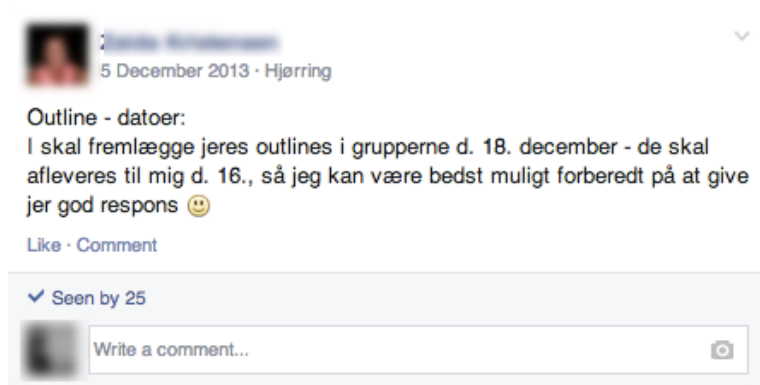 5 December 2013 · Hjørring
Outline - datoer:
I skal fremlægge jeres outlines i grupperne d. 18. december - de skal
afleveres til mig d. 16., så jeg kan være bedst muligt forberedt på at give
jer god respons
Like · Comment
Seen by 25
Write a comment...